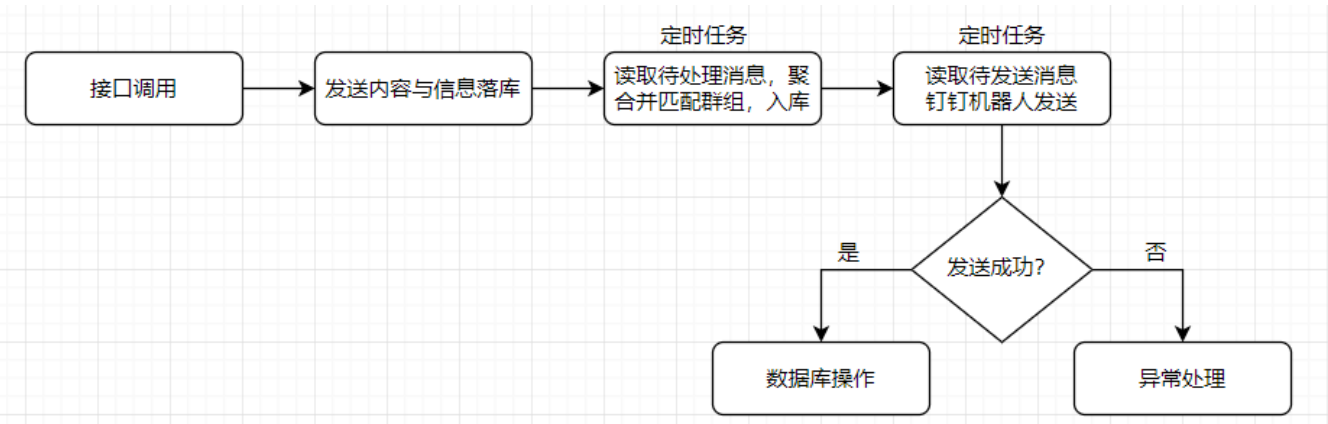 定时任务
定时任务
接口调用
发送内容与信息落库
读取待处理消息，聚
合并匹配群组，入库
读取待发送消息
钉钉机器人发送
是
发送成功?
否
数据库操作
异常处理